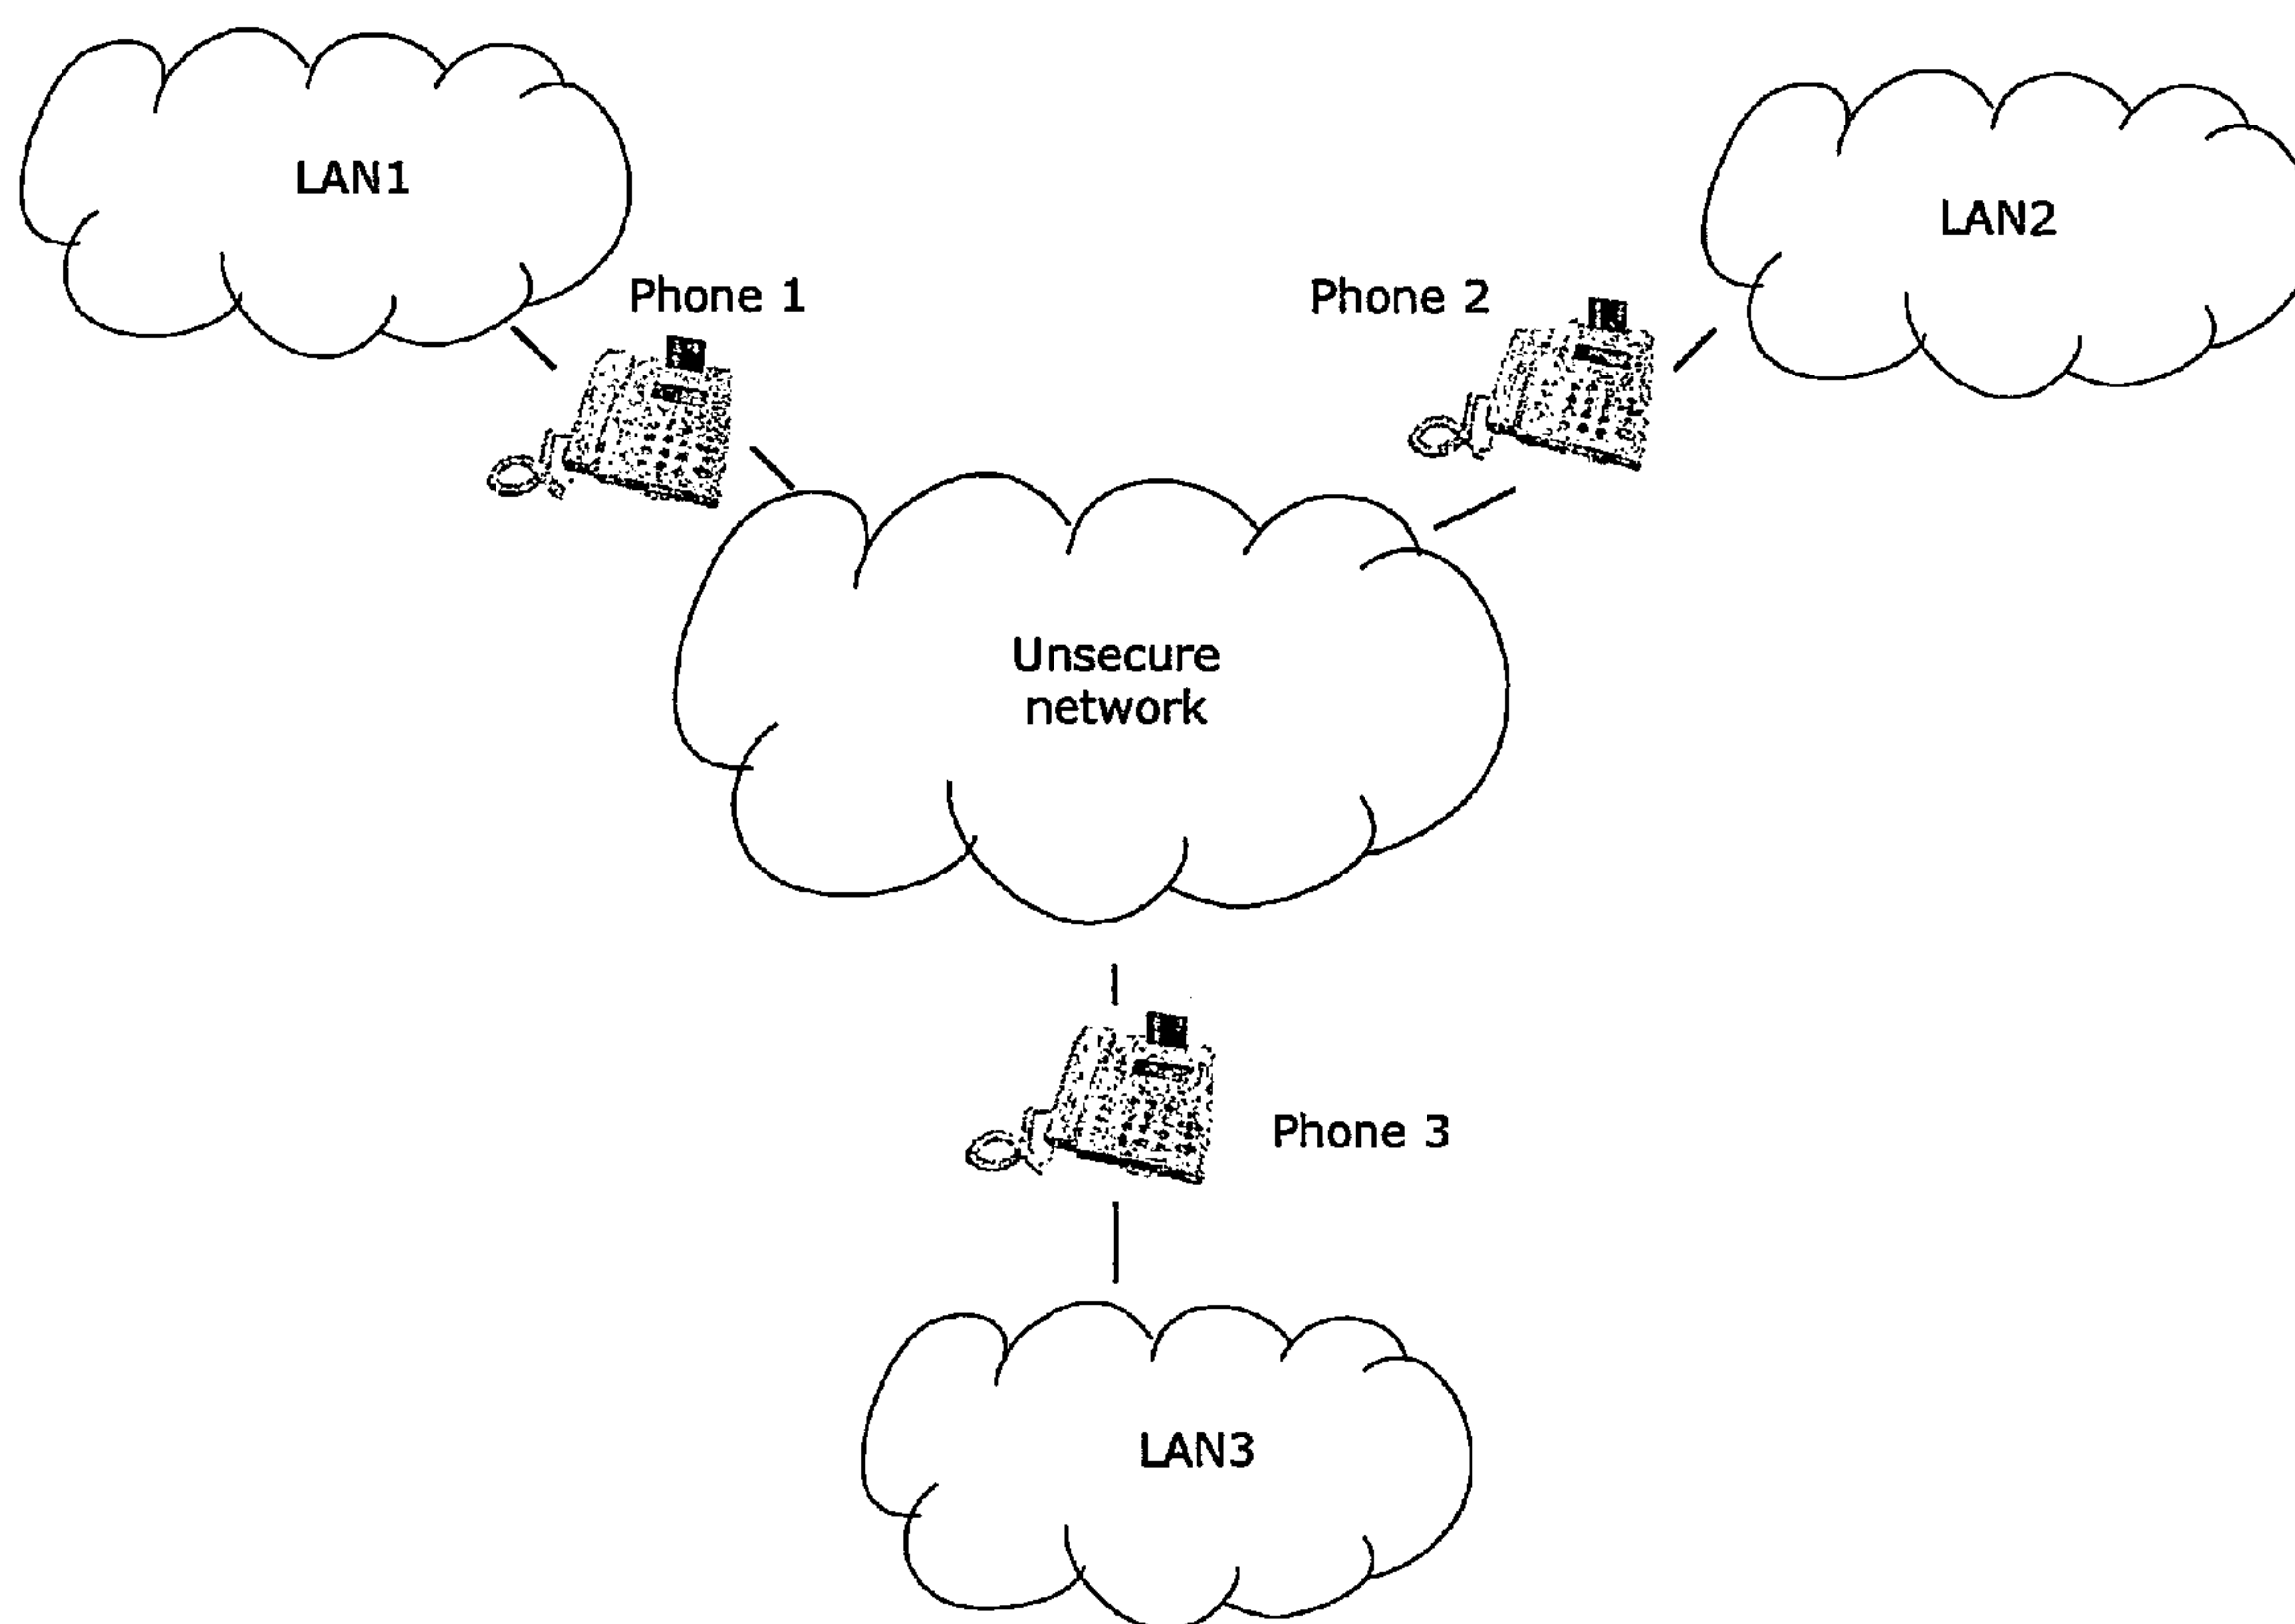 LAN1
LAN2
Phone 1
Phone 2
Unsecure
network
Phone 3
LAN3